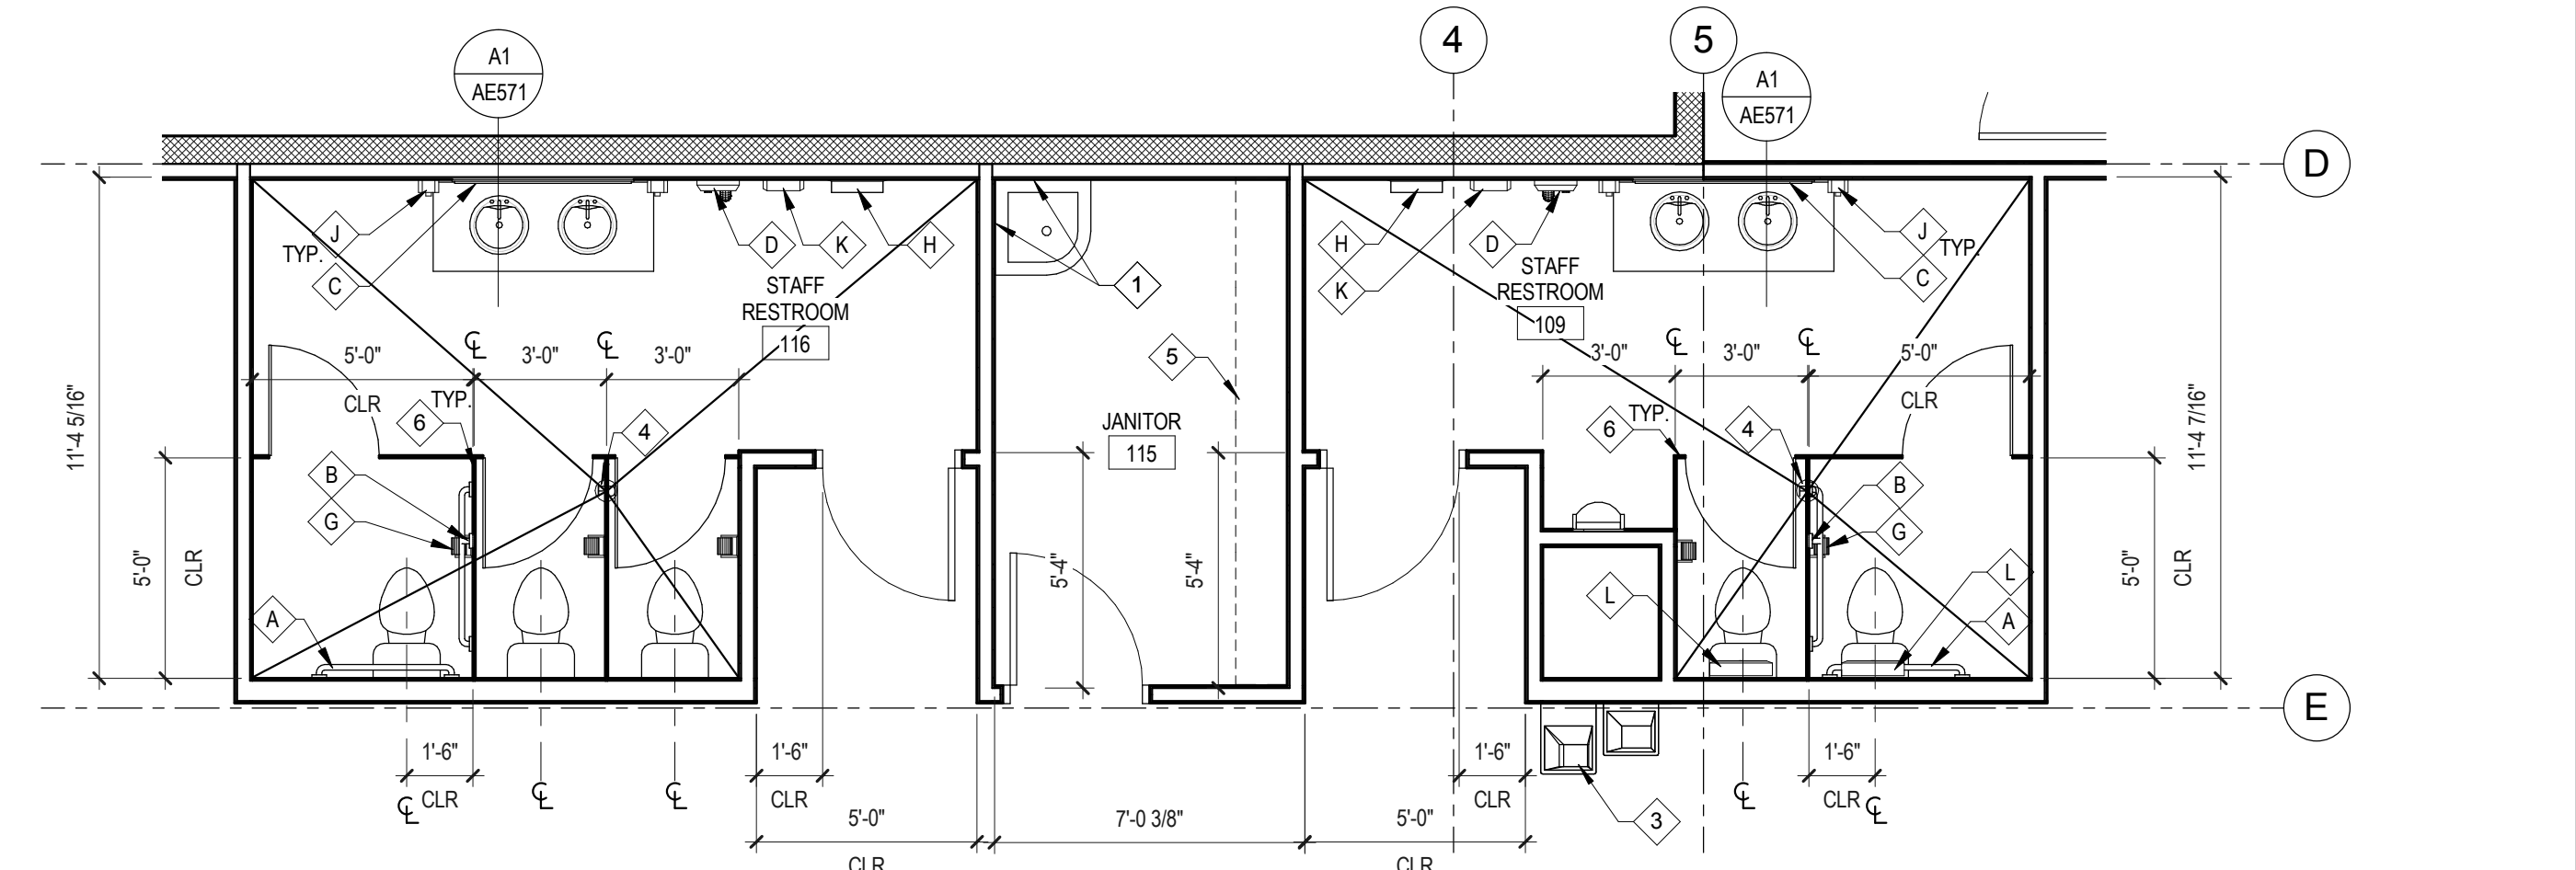 4
5
A1
AE571
A1
AE571
D
J
TYP.
C
D
K
H
STAFF
RESTROOM
116
1
H
K
D
STAFF
RESTROOM
109
J
TYP.
C
5'-0"
CLR
℄
3'-0"
℄
3'-0"
5
3'-0"
℄
3'-0"
℄
5'-0"
CLR
11'-4 5/16"
6
TYP.
4
JANITOR
115
6
TYP.
4
11'-4 7/16"
B
G
B
G
5'-0"
CLR
5'-4"
5'-4"
5'-0"
CLR
A
L
L
A
E
1'-6"
CLR
℄
℄
℄
1'-6"
CLR
1'-6"
CLR
℄
1'-6"
CLR
℄
3
5'-0"
CLR
7'-0 3/8"
5'-0"
CLR